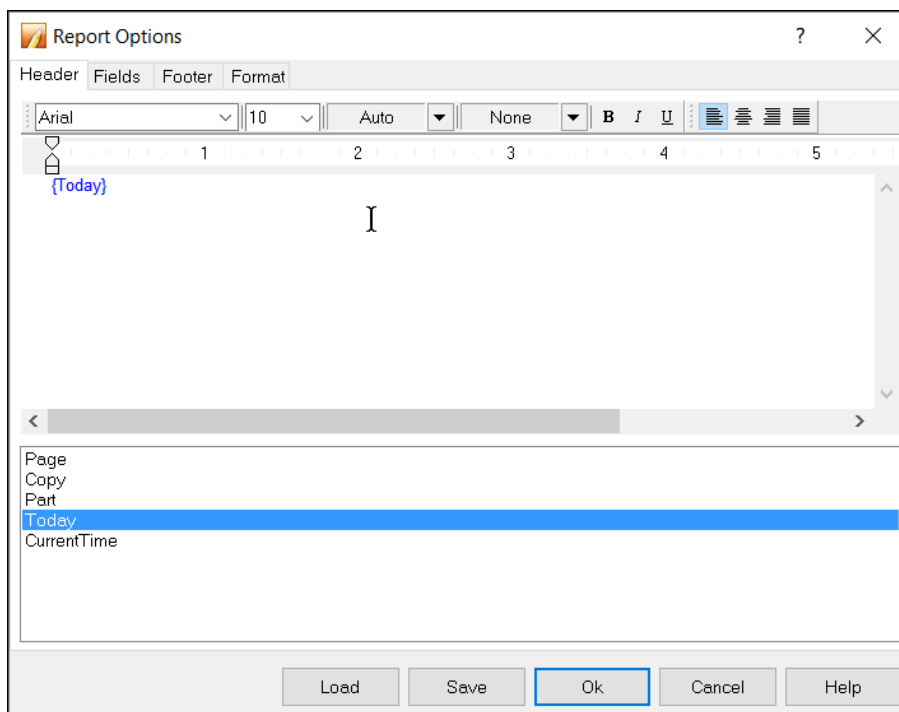 Report Options ?
Header Fields Footer Format
Arial 10 Auto None B I U
1 2 3 4 5
{Today}
Page
Copy
Part
Today
CurrentTime
Load Save Ok Cancel Help